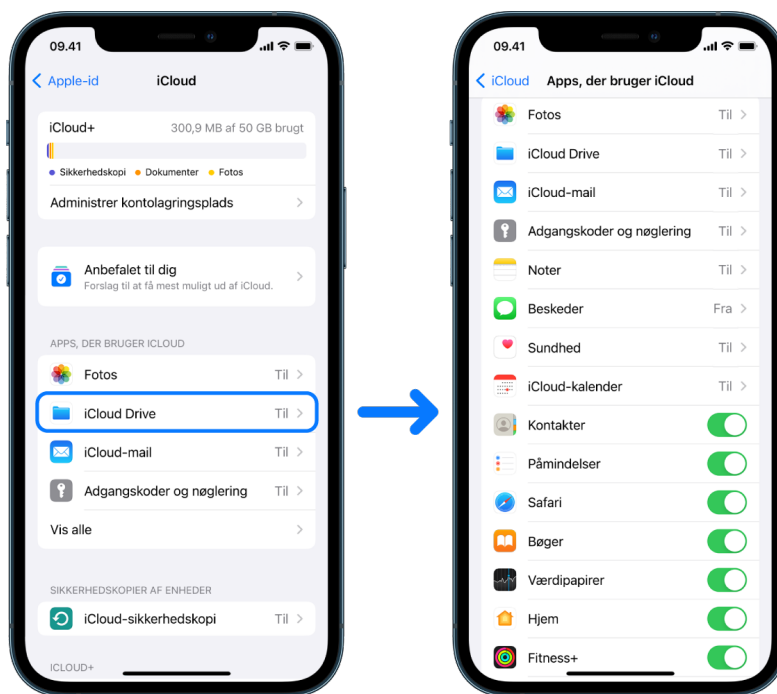 09.41
Apple-id
iCloud
iCloud+
300,9 MB af 50 GB brugt
Sikkerhedskopi
Dokumenter
Fotos
Administrer kontolagringsplads
Anbefalet til dig
Forslag til at få mest muligt ud af iCloud.
APPS, DER BRUGER ICLOUD
Fotos Til
iCloud Drive Til
iCloud-mail Til
Adgangskoder og nøglering Til
Vis alle
SIKKERHEDSKOPIER AF ENHEDER
iCloud-sikkerhedskopi Til
ICLOUD+
09.41
iCloud
Apps, der bruger iCloud
Fotos Til
iCloud Drive Til
iCloud-mail Til
Adgangskoder og nøglering Til
Noter Til
Beskeder Fra
Sundhed Til
iCloud-kalender Til
Kontakter
Påmindelser
Safari
Bøger
Værdipapirer
Hjem
Fitness+